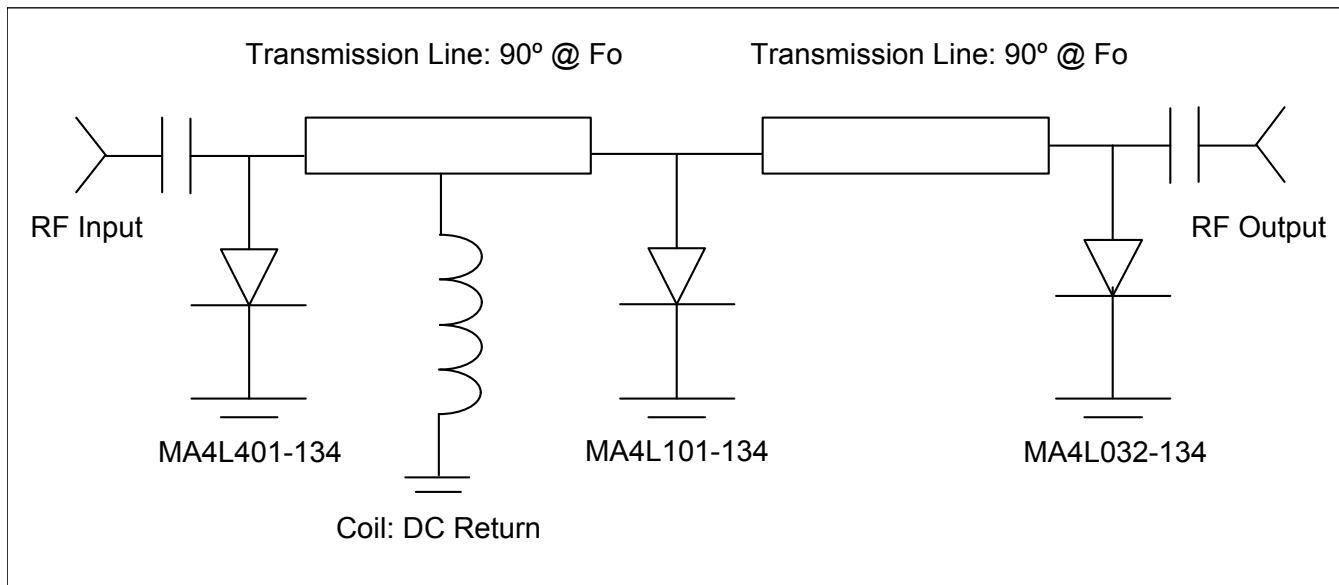 Transmission Line: 90º @ Fo
Transmission Line: 90º @ Fo
RF Input
RF Output
MA4L401-134
MA4L101-134
MA4L032-134
Coil: DC Return